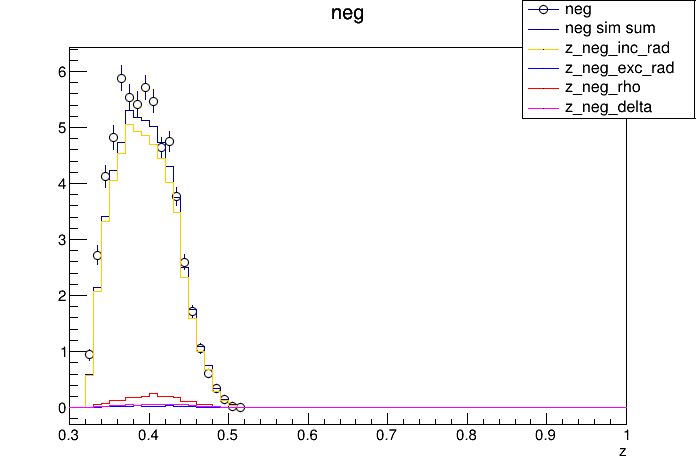 neg
neg
neg sim sum
z_neg_inc_rad
z_neg_exc_rad
z_neg_rho
z_neg_delta
6
5
4
3
2
1
0
0.3 0.4 0.5 0.6 0.7 0.8 0.9 1
z